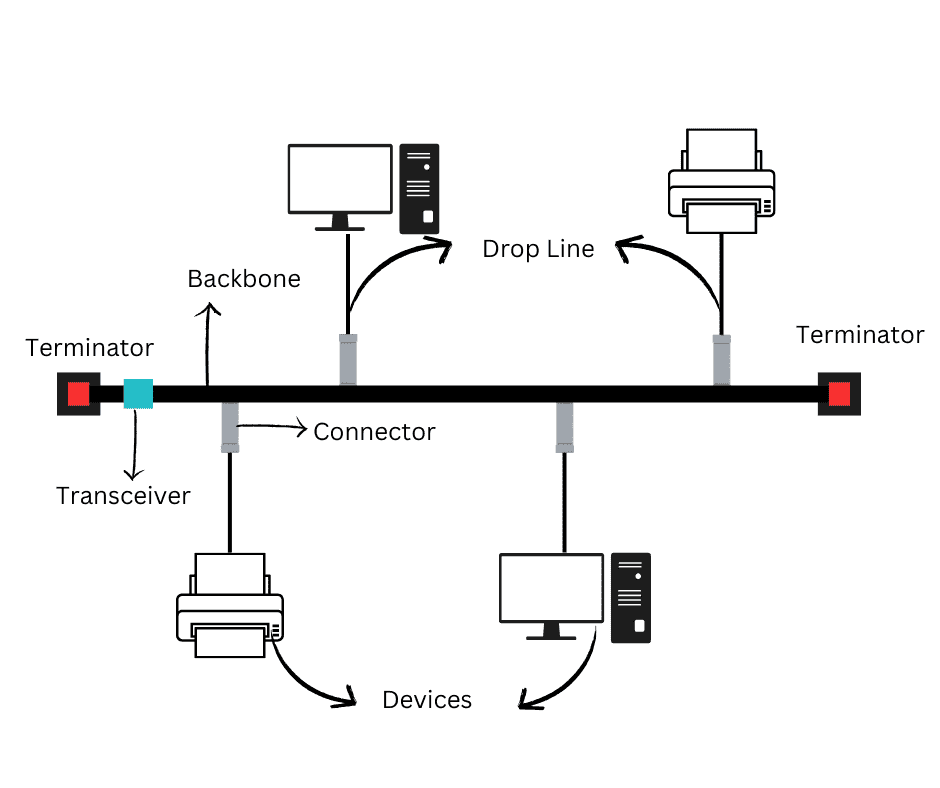 Drop Line
Backbone
Terminator
Terminator
Connector
Transceiver
Devices